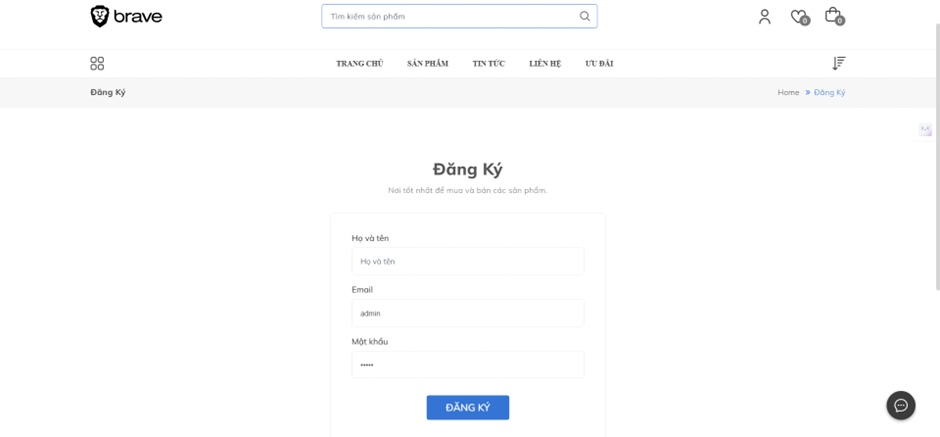 brave
Tìm kiếm sản phẩm
0
0
TRANG CHỦ SẢN PHẨM TIN TỨC LIÊN HỆ ƯU ĐÃI
Đăng Ký
Home » Đăng Ký
Đăng Ký
Nơi tốt nhất để mua và bán các sản phẩm.
Họ và tên
Họ và tên
Email
admin
Mật khẩu
•••••
ĐĂNG KÝ